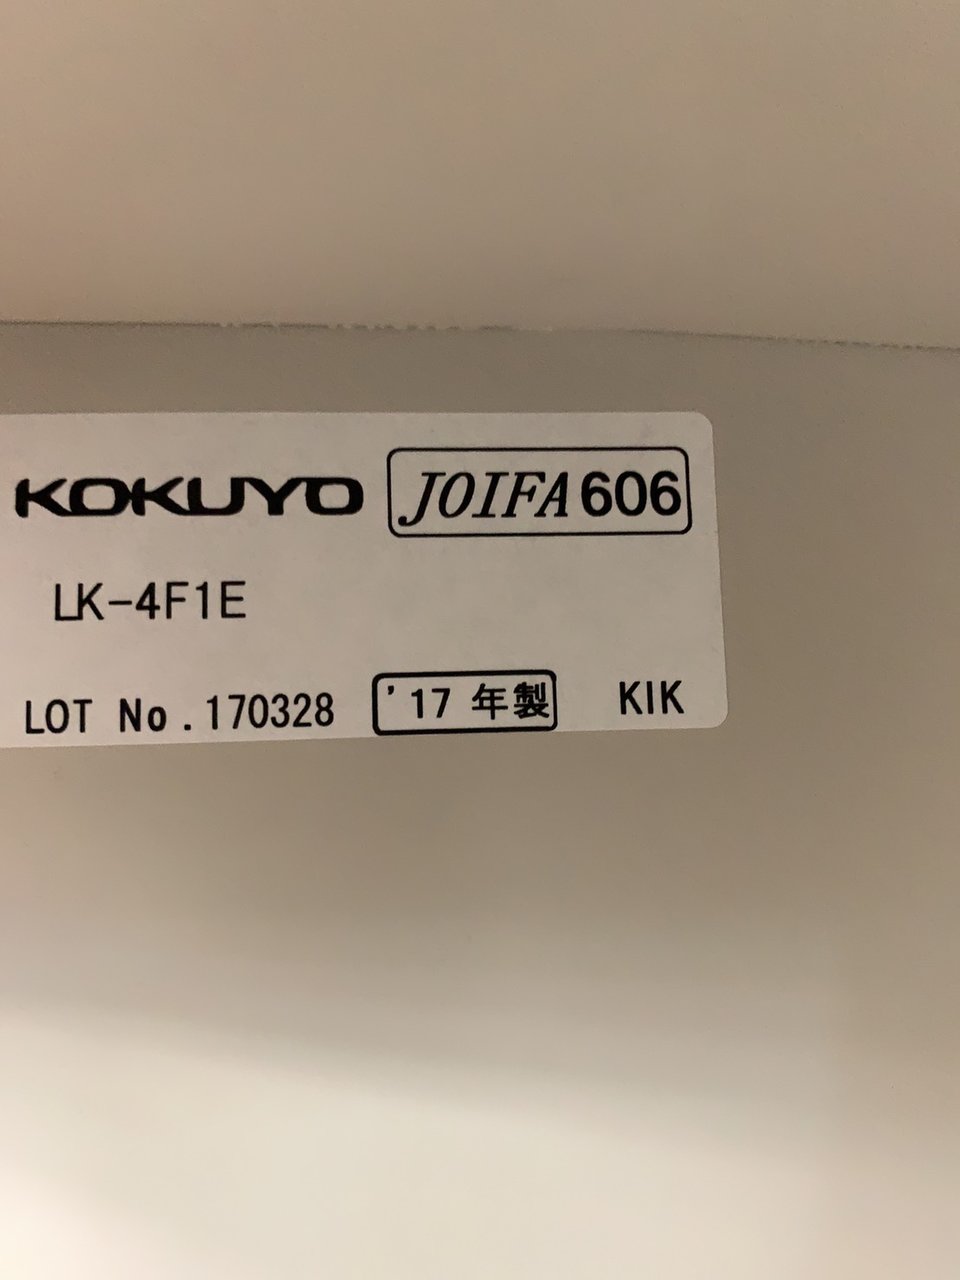 KOKUYO JOIFA606
LK-4F1E
LOT No.170328 '17 年製 KIK